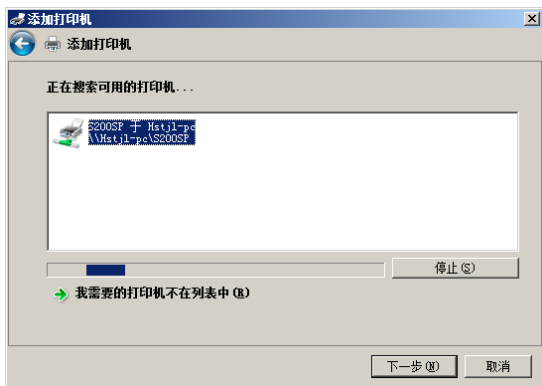 添加打印机
添加打印机
正在搜索可用的打印机...
S200SP 于 Hstjl-pc
\\Hstjl-pc\S200SP
停止(S)
我需要的打印机不在列表中(R)
下一步(N)
取消